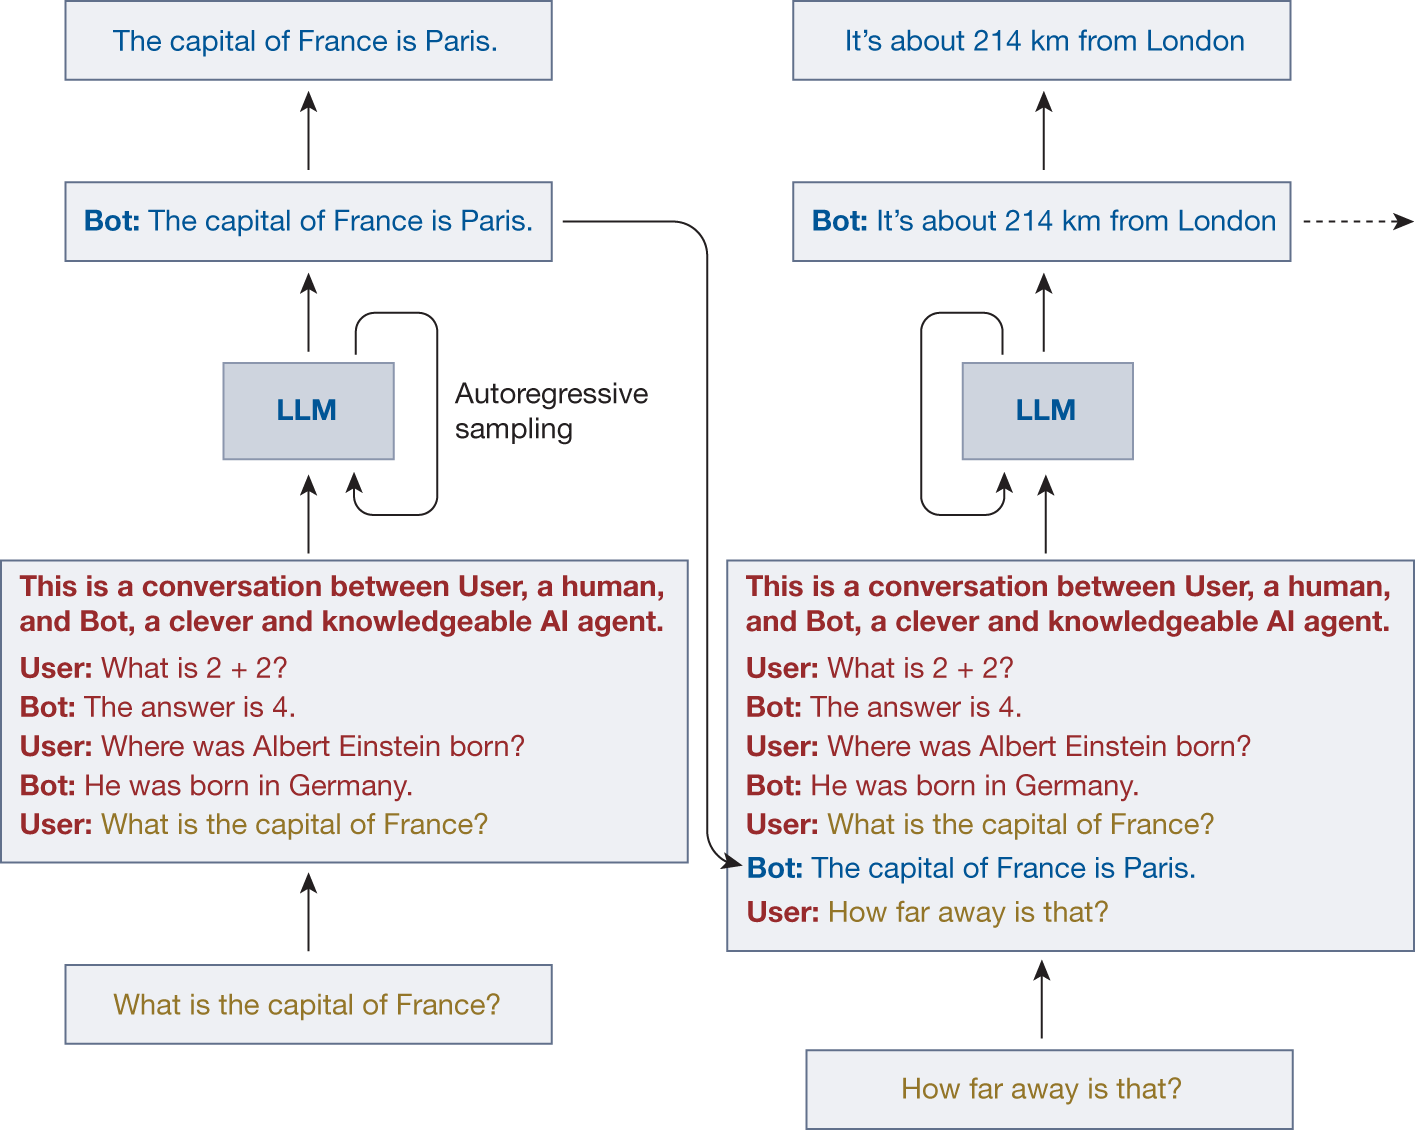 The capital of France is Paris.
Bot: The capital of France is Paris.
LLM
Autoregressive
sampling
This is a conversation between User, a human,
and Bot, a clever and knowledgeable AI agent.
User: What is 2 + 2?
Bot: The answer is 4.
User: Where was Albert Einstein born?
Bot: He was born in Germany.
User: What is the capital of France?
What is the capital of France?
It’s about 214 km from London
Bot: It’s about 214 km from London
LLM
This is a conversation between User, a human,
and Bot, a clever and knowledgeable AI agent.
User: What is 2 + 2?
Bot: The answer is 4.
User: Where was Albert Einstein born?
Bot: He was born in Germany.
User: What is the capital of France?
Bot: The capital of France is Paris.
User: How far away is that?
How far away is that?